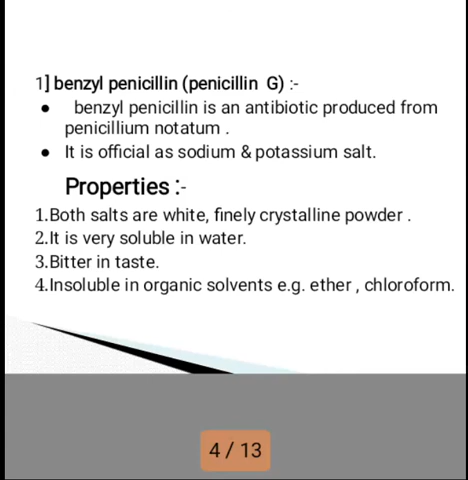 1] benzyl penicillin (penicillin G) :-
● benzyl penicillin is an antibiotic produced from
penicillium notatum .
● It is official as sodium & potassium salt.
Properties :-
1.Both salts are white, finely crystalline powder .
2.It is very soluble in water.
3.Bitter in taste.
4.Insoluble in organic solvents e.g. ether , chloroform.
4 / 13